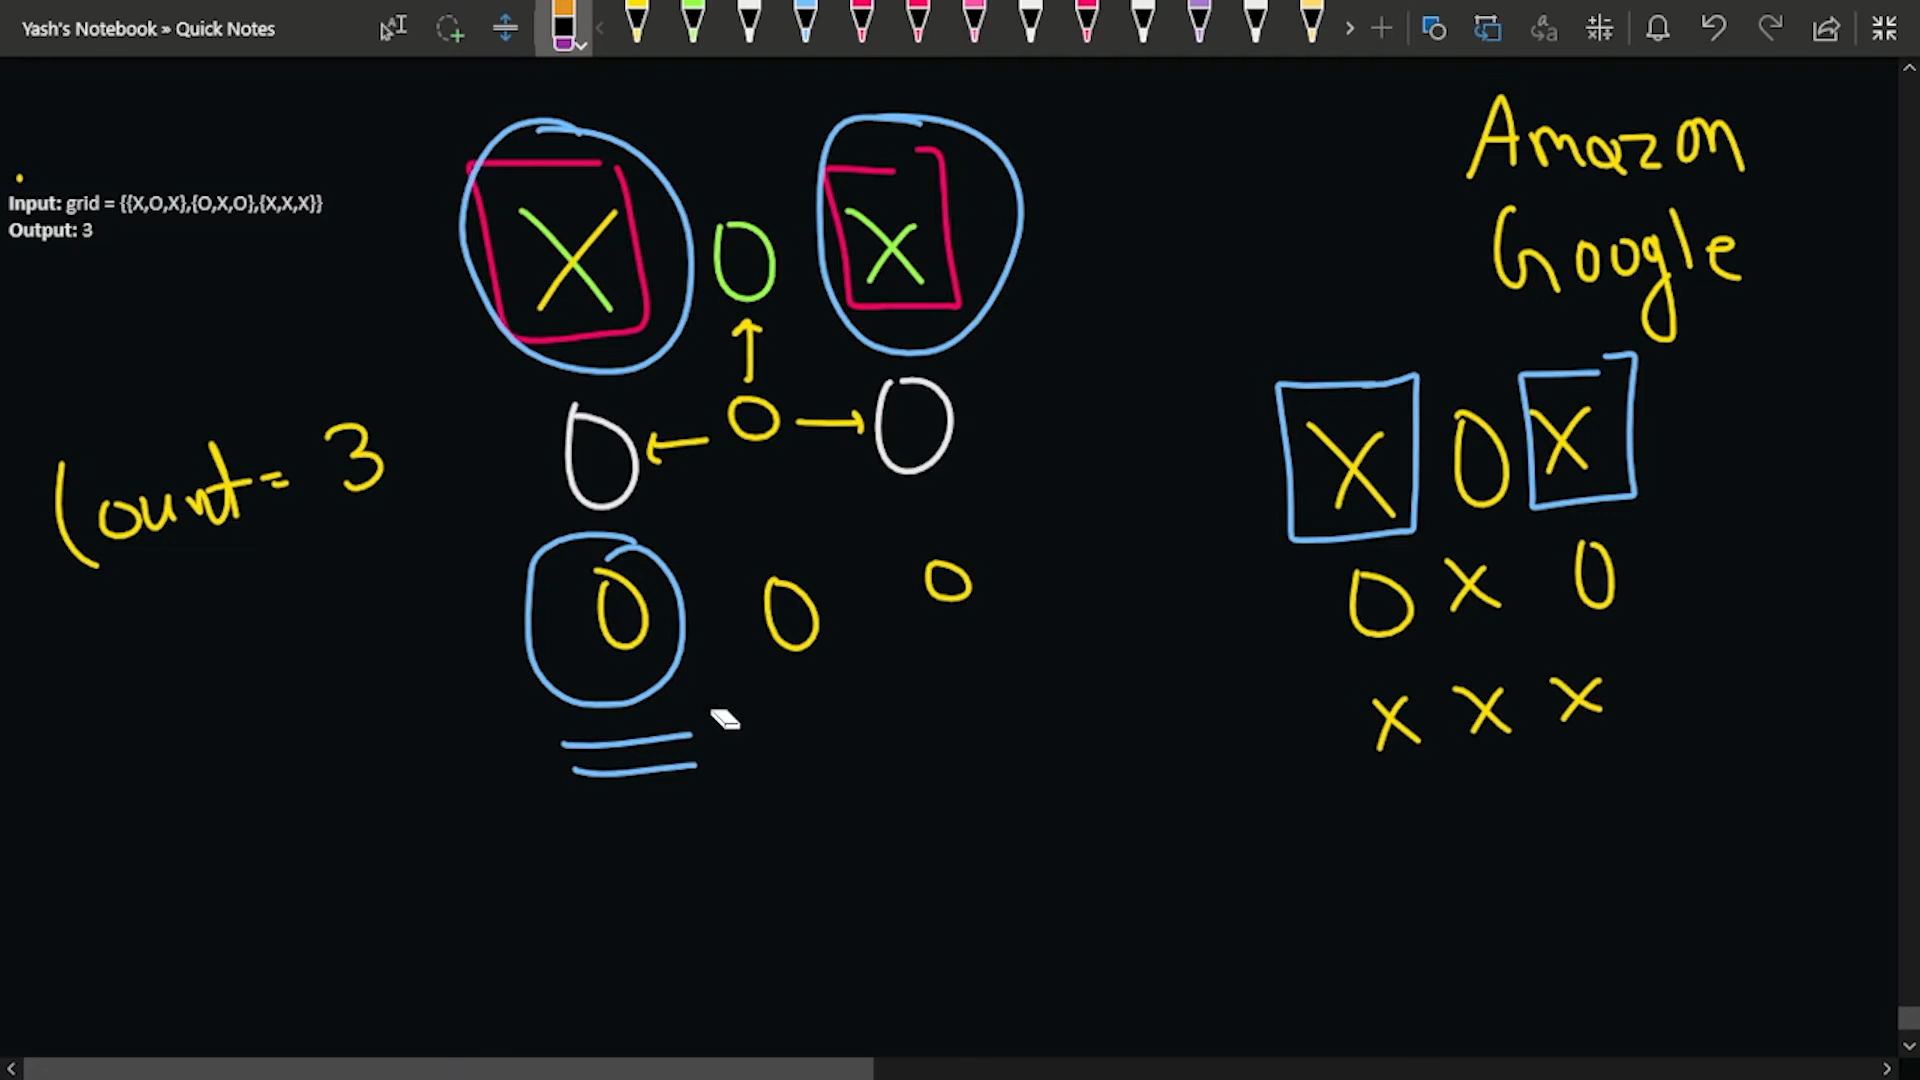 Yash's Notebook » Quick Notes
Input: grid = {{X,O,X},{O,X,O},{X,X,X}}
Output: 3
Amazon
Google
X O X
O O O
O O O
Count = 3
X O X
O X O
X X X